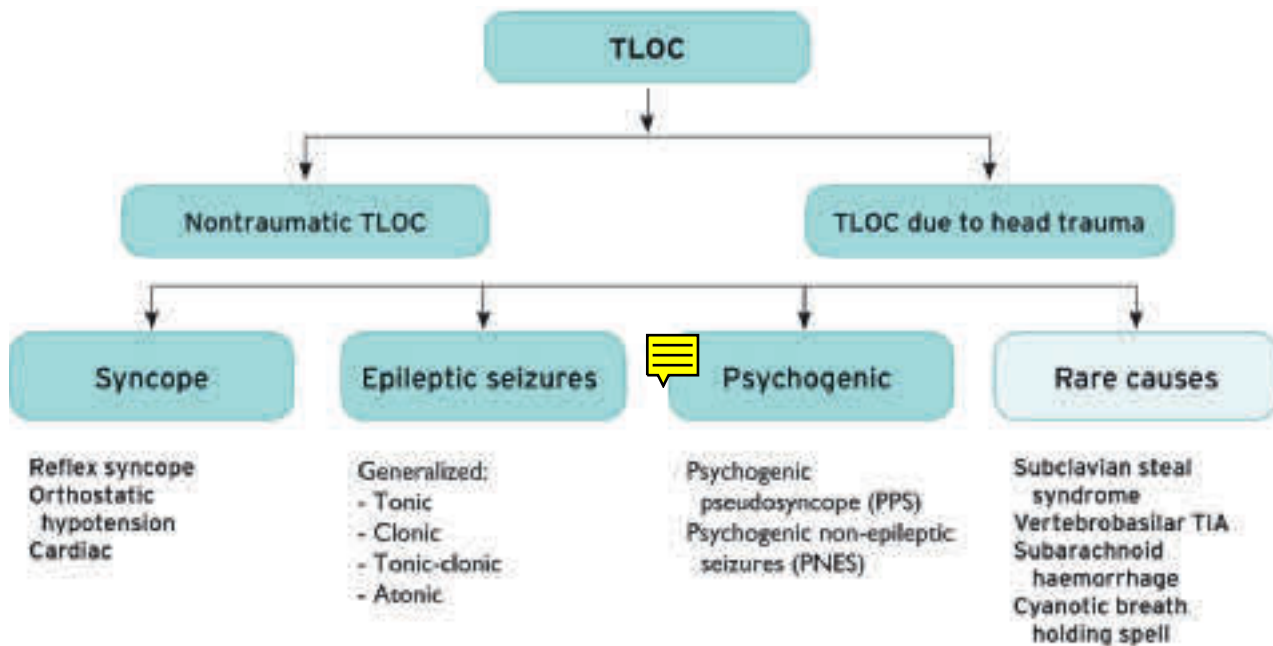 TLOC
Nontraumatic TLOC
TLOC due to head trauma
Syncope
Epileptic seizures
Psychogenic
Rare causes
Reflex syncope
Orthostatic
hypotension
Cardiac
Generalized:
- Tonic
- Clonic
- Tonic-clonic
- Atonic
Psychogenic
pseudosyncope (PPS)
Psychogenic non-epileptic
seizures (PNES)
Subclavian steal
syndrome
Vertebrobasilar TIA
Subarachnoid
haemorrhage
Cyanotic breath
holding spell